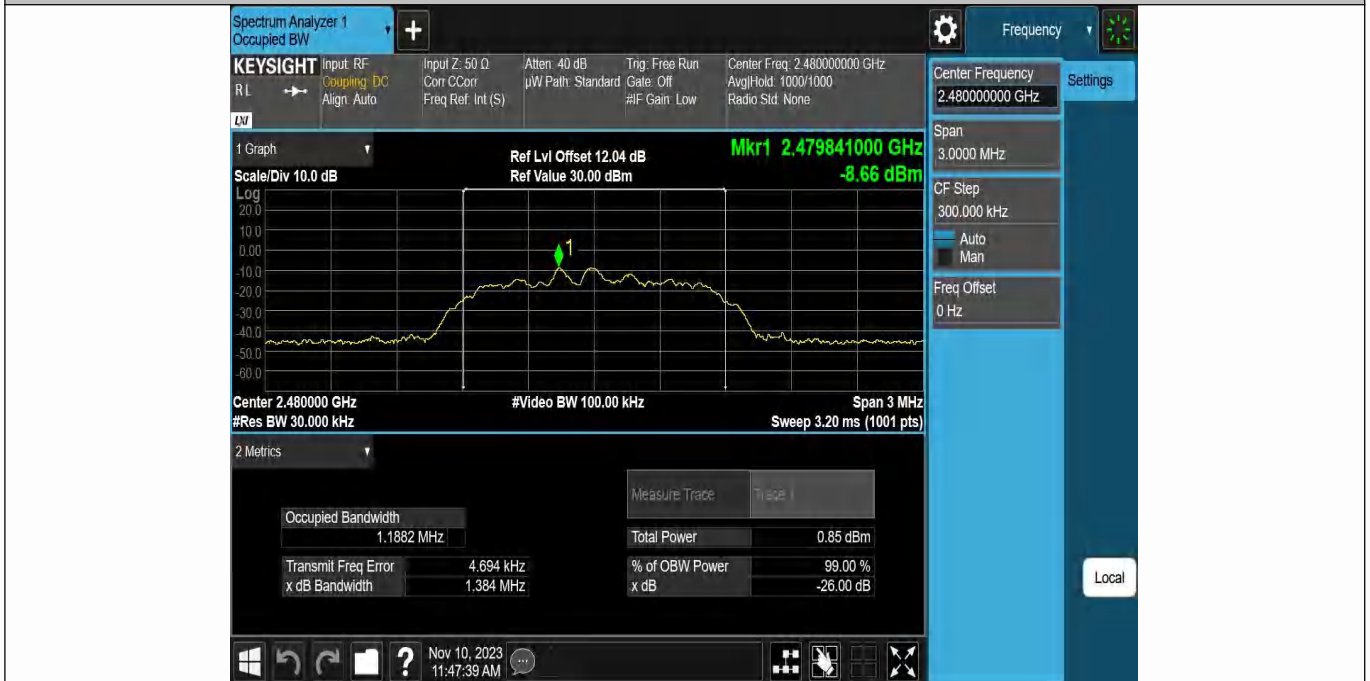 Spectrum Analyzer 1
Occupied BW
+
Frequency
KEYSIGHT
R L
LXI
Input: RF
Coupling: DC
Align: Auto
Input Z: 50 Ω
Corr CCorr
Freq Ref: Int (S)
Atten: 40 dB
µW Path: Standard
Trig: Free Run
Gate: Off
#IF Gain: Low
Center Freq: 2.480000000 GHz
Avg|Hold: 1000/1000
Radio Std: None
Center Frequency
2.480000000 GHz
Settings
Span
3.0000 MHz
CF Step
300.000 kHz
Auto
Man
Freq Offset
0 Hz
Local
1 Graph
Scale/Div 10.0 dB
Ref Lvl Offset 12.04 dB
Ref Value 30.00 dBm
Mkr1 2.479841000 GHz
-8.66 dBm
Log
20.0
10.0
0.00
-10.0
-20.0
-30.0
-40.0
-50.0
-60.0
1
Center 2.480000 GHz
#Res BW 30.000 kHz
#Video BW 100.00 kHz
Span 3 MHz
Sweep 3.20 ms (1001 pts)
2 Metrics
Measure Trace Trace 1
Occupied Bandwidth
1.1882 MHz
Total Power 0.85 dBm
Transmit Freq Error 4.694 kHz
% of OBW Power 99.00 %
x dB Bandwidth 1.384 MHz
x dB -26.00 dB
?
Nov 10, 2023
11:47:39 AM